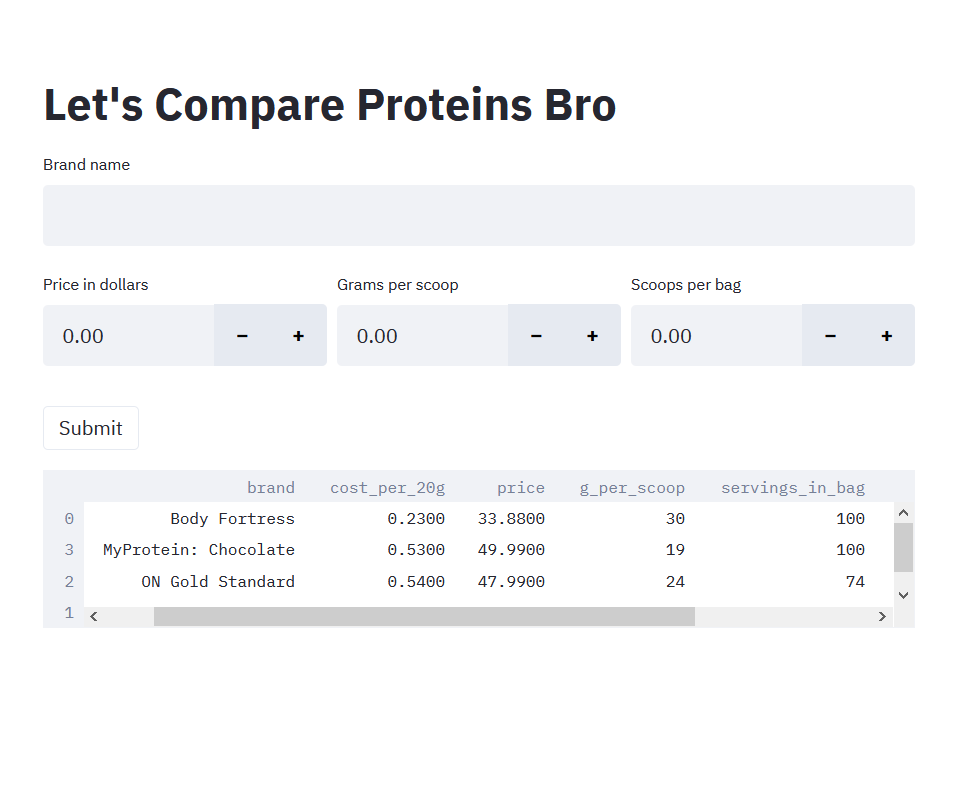 Let's Compare Proteins Bro
Brand name
Price in dollars Grams per scoop Scoops per bag
0.00 − + 0.00 − + 0.00 − +
Submit
brand cost_per_20g price g_per_scoop servings_in_bag
0 Body Fortress 0.2300 33.8800 30 100
3 MyProtein: Chocolate 0.5300 49.9900 19 100
2 ON Gold Standard 0.5400 47.9900 24 74
1